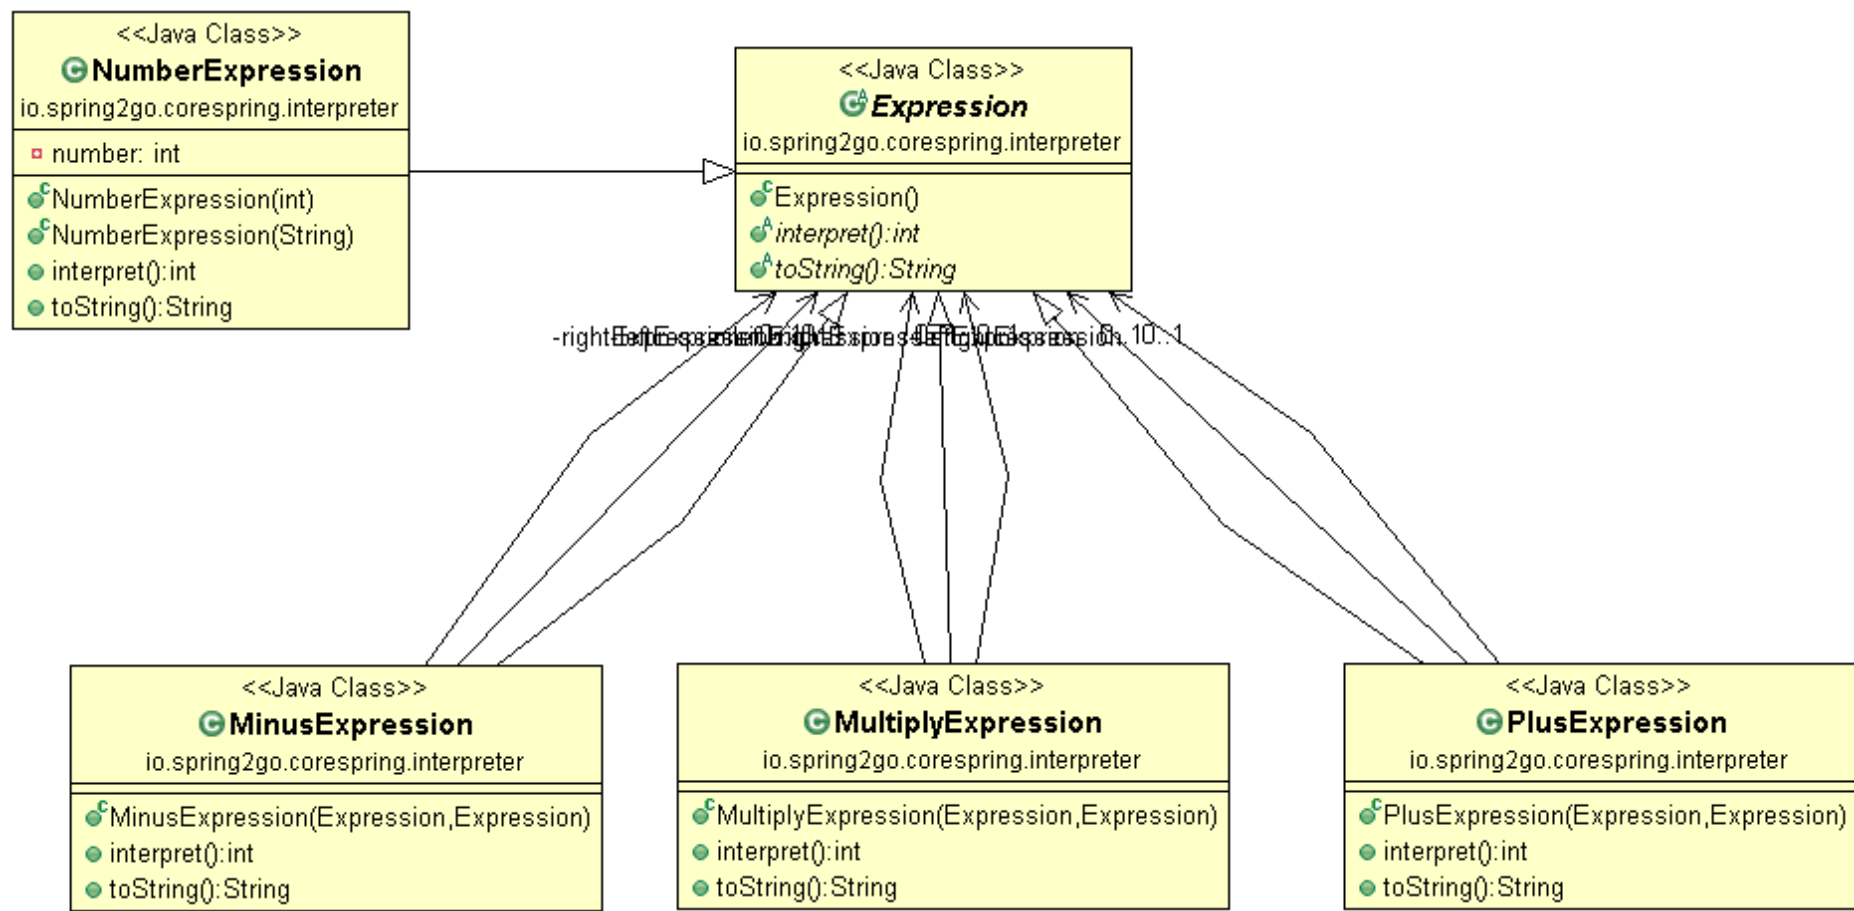 <<Java Class>>
NumberExpression
io.spring2go.corespring.interpreter
number: int
NumberExpression(int)
NumberExpression(String)
interpret():int
toString():String
<<Java Class>>
Expression
io.spring2go.corespring.interpreter
Expression()
interpret():int
toString():String
0..10..1
<<Java Class>>
MinusExpression
io.spring2go.corespring.interpreter
MinusExpression(Expression,Expression)
interpret():int
toString():String
<<Java Class>>
MultiplyExpression
io.spring2go.corespring.interpreter
MultiplyExpression(Expression,Expression)
interpret():int
toString():String
<<Java Class>>
PlusExpression
io.spring2go.corespring.interpreter
PlusExpression(Expression,Expression)
interpret():int
toString():String